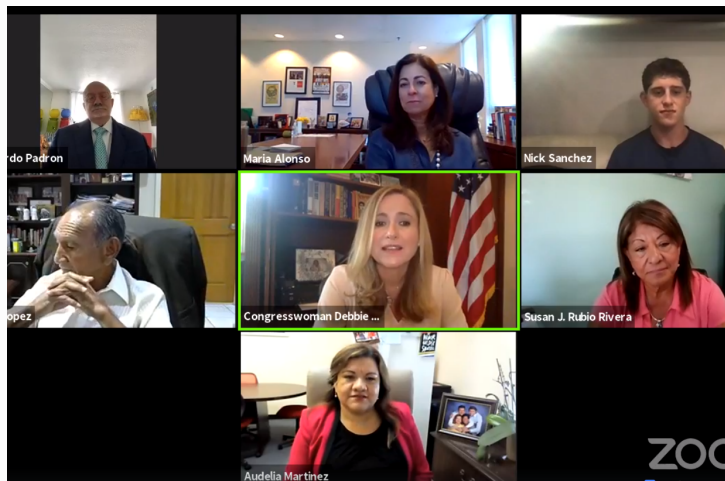 rdo Padron
Maria Alonso
Nick Sanchez
opez
Congresswoman Debbie ...
Susan J. Rubio Rivera
Audelia Martinez
ZOO